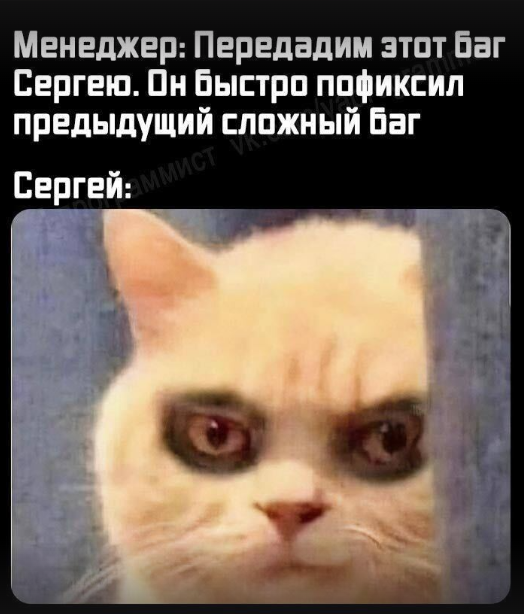 Менеджер: Передадим этот баг
Сергею. Он быстро пофиксил
предыдущий сложный баг
Сергей: